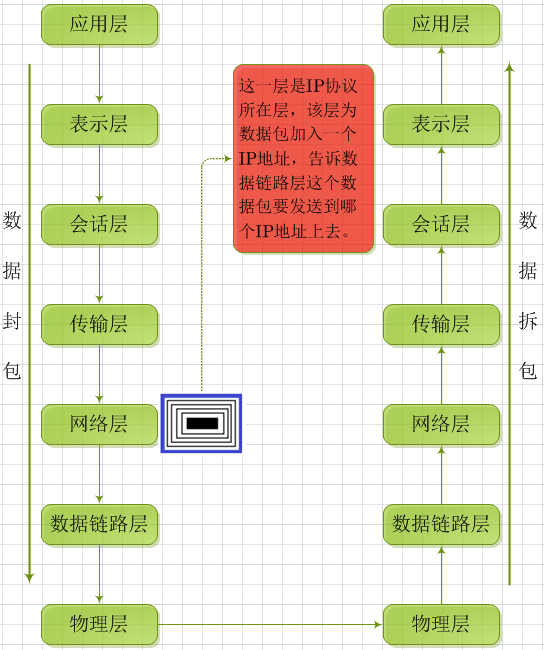 应用层
表示层
会话层
传输层
网络层
数据链路层
物理层
数
据
封
包
这一层是IP协议
所在层，该层为
数据包加入一个
IP地址，告诉数
据链路层这个数
据包要发送到哪
个IP地址上去。
应用层
表示层
会话层
传输层
网络层
数据链路层
物理层
数
据
拆
包